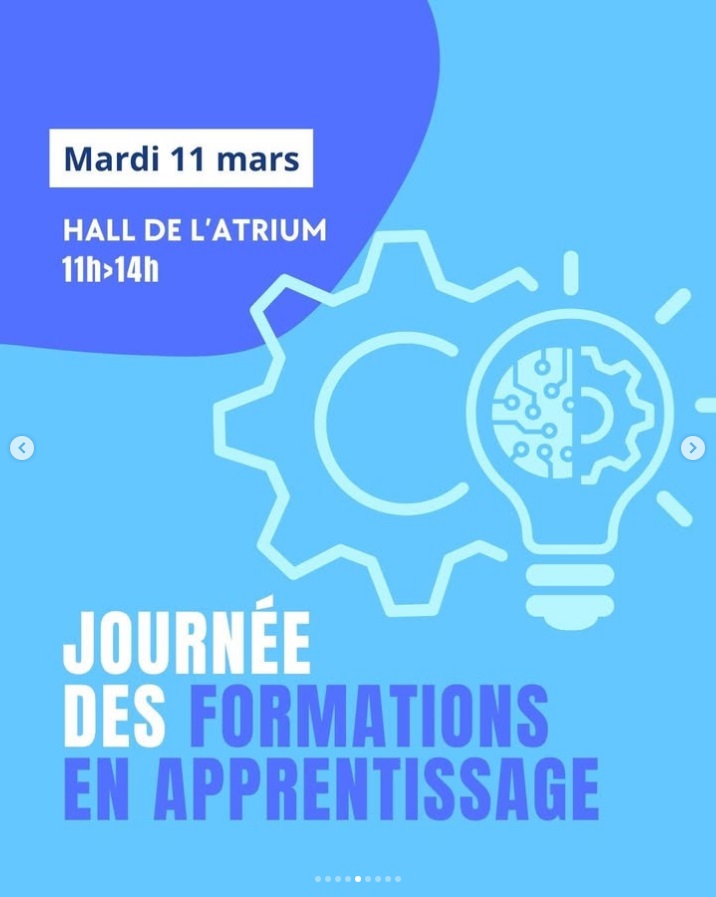 Mardi 11 mars
HALL DE L'ATRIUM
11h>14h
JOURNÉE
DES FORMATIONS
EN APPRENTISSAGE